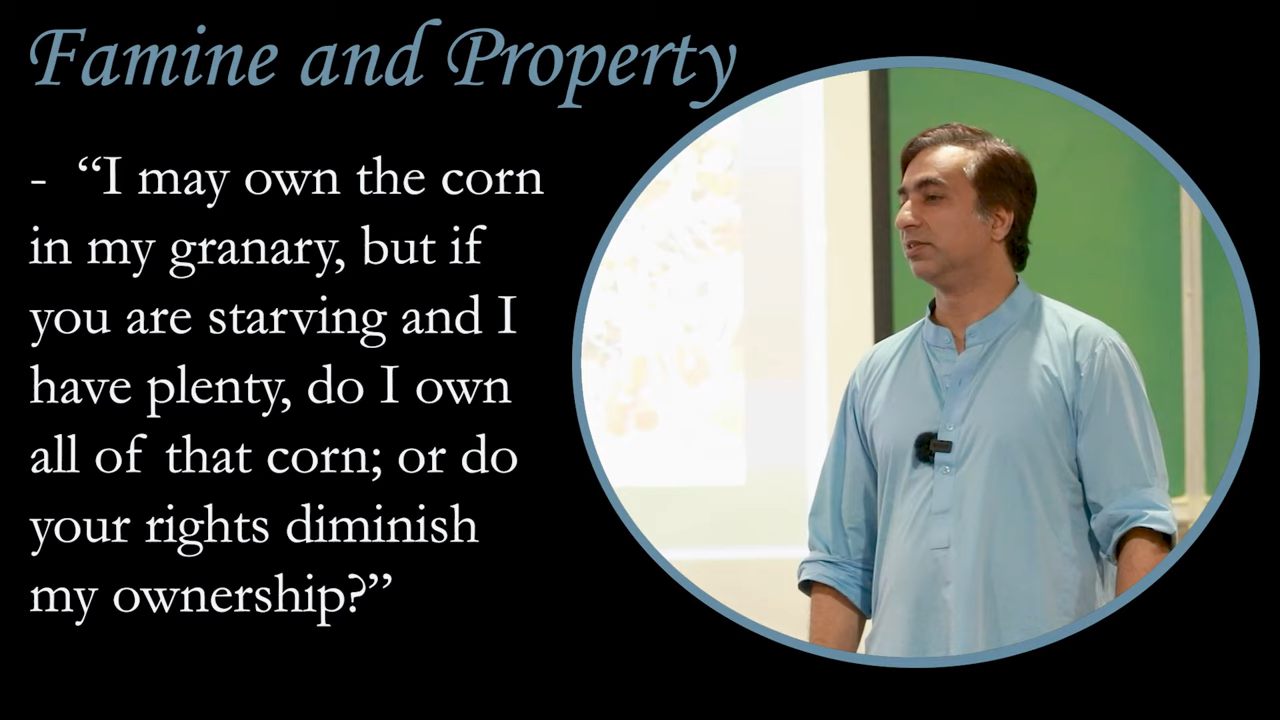 Famine and Property
- “I may own the corn
in my granary, but if
you are starving and I
have plenty, do I own
all of that corn; or do
your rights diminish
my ownership?”